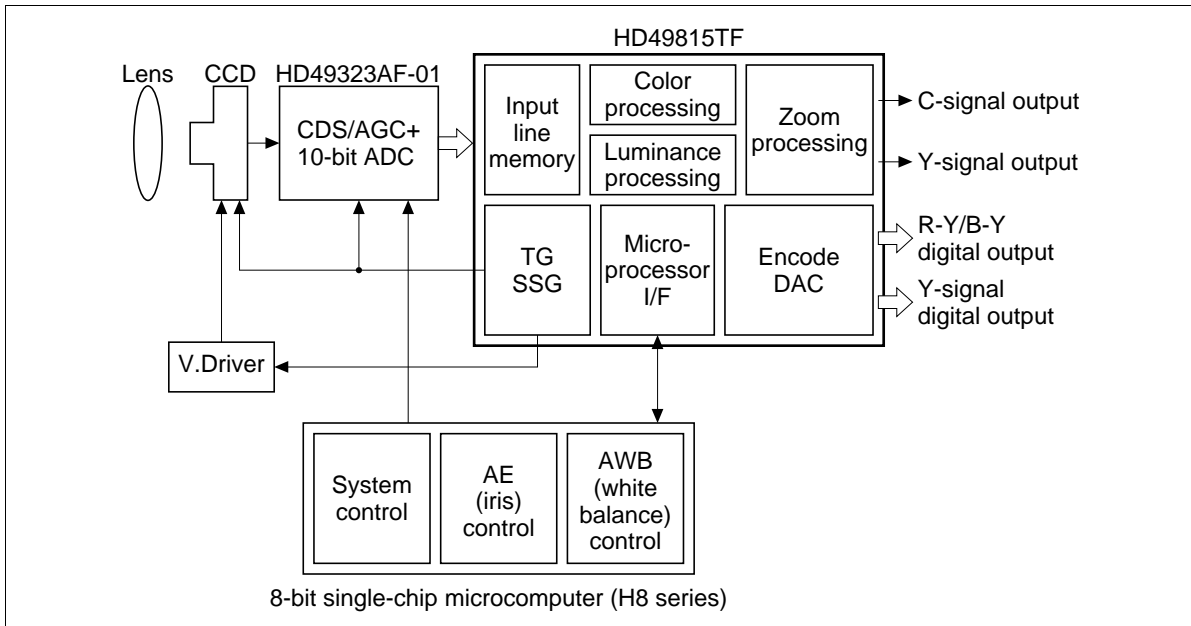 HD49815TF
Lens
CCD
HD49323AF-01
CDS/AGC+
10-bit ADC
Input
line
memory
Color
processing
Luminance
processing
Zoom
processing
C-signal output
Y-signal output
TG
SSG
Micro-
processor
I/F
Encode
DAC
R-Y/B-Y
digital output
Y-signal
digital output
V.Driver
System
control
AE
(iris)
control
AWB
(white
balance)
control
8-bit single-chip microcomputer (H8 series)